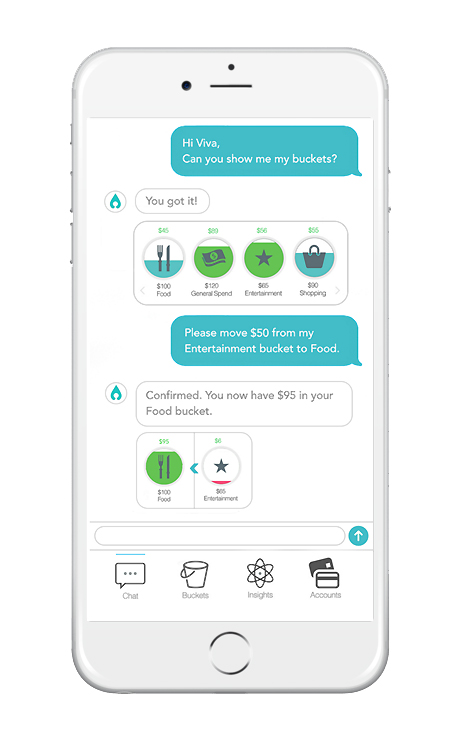 Hi Viva,
Can you show me my buckets?
You got it!
$45 $89 $56 $55
$100 $120 $65 $90
Food General Spend Entertainment Shopping
Please move $50 from my
Entertainment bucket to Food.
Confirmed. You now have $95 in your
Food bucket.
$95 $6
$100 $85
Food Entertainment
Chat Buckets Insights Accounts